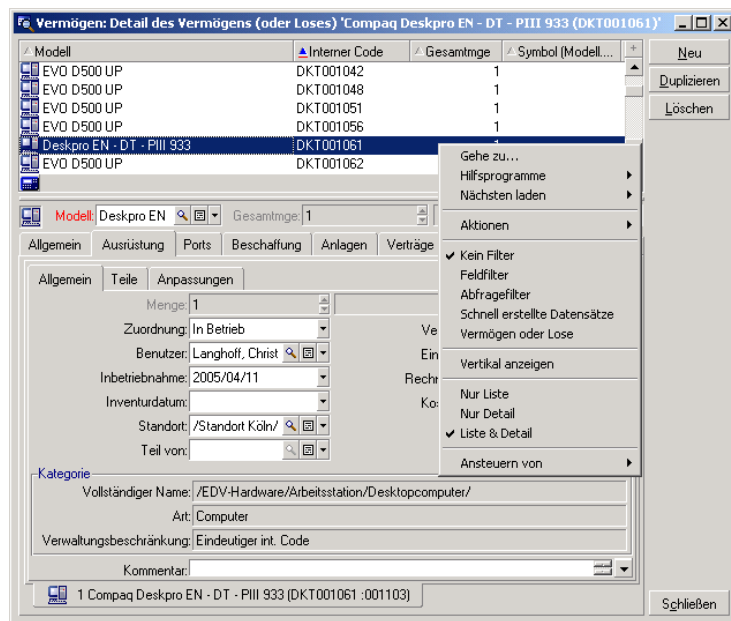 Vermögen: Detail des Vermögens (oder Loses) 'Compaq Deskpro EN - DT - PIII 933 (DKT001061)'
Modell Interner Code Gesamtmge Symbol (Modell.... +
EVO D500 UP DKT001042 1
EVO D500 UP DKT001048 1
EVO D500 UP DKT001051 1
EVO D500 UP DKT001056 1
Deskpro EN - DT - PIII 933 DKT001061 1
EVO D500 UP DKT001062
Neu
Duplizieren
Löschen
Gehe zu...
Hilfsprogramme
Nächsten laden
Aktionen
Kein Filter
Feldfilter
Abfragefilter
Schnell erstellte Datensätze
Vermögen oder Lose
Vertikal anzeigen
Nur Liste
Nur Detail
Liste & Detail
Ansteuern von
Modell: Deskpro EN Gesamtmge: 1
Allgemein Ausrüstung Ports Beschaffung Anlagen Verträge
Allgemein Teile Anpassungen
Menge: 1
Zuordnung: In Betrieb Ve
Benutzer: Langhoff, Christ Ein
Inbetriebnahme: 2005/04/11 Rechn
Inventurdatum: Ko
Standort: /Standort Köln/
Teil von:
Kategorie
Vollständiger Name: /EDV-Hardware/Arbeitsstation/Desktopcomputer/
Art: Computer
Verwaltungsbeschränkung: Eindeutiger int. Code
Kommentar:
1 Compaq Deskpro EN - DT - PIII 933 (DKT001061 :001103)
Schließen